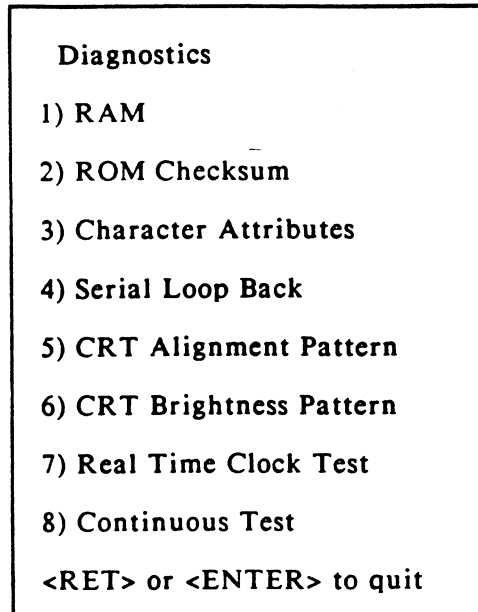 Diagnostics
1) RAM
2) ROM Checksum
3) Character Attributes
4) Serial Loop Back
5) CRT Alignment Pattern
6) CRT Brightness Pattern
7) Real Time Clock Test
8) Continuous Test
<RET> or <ENTER> to quit